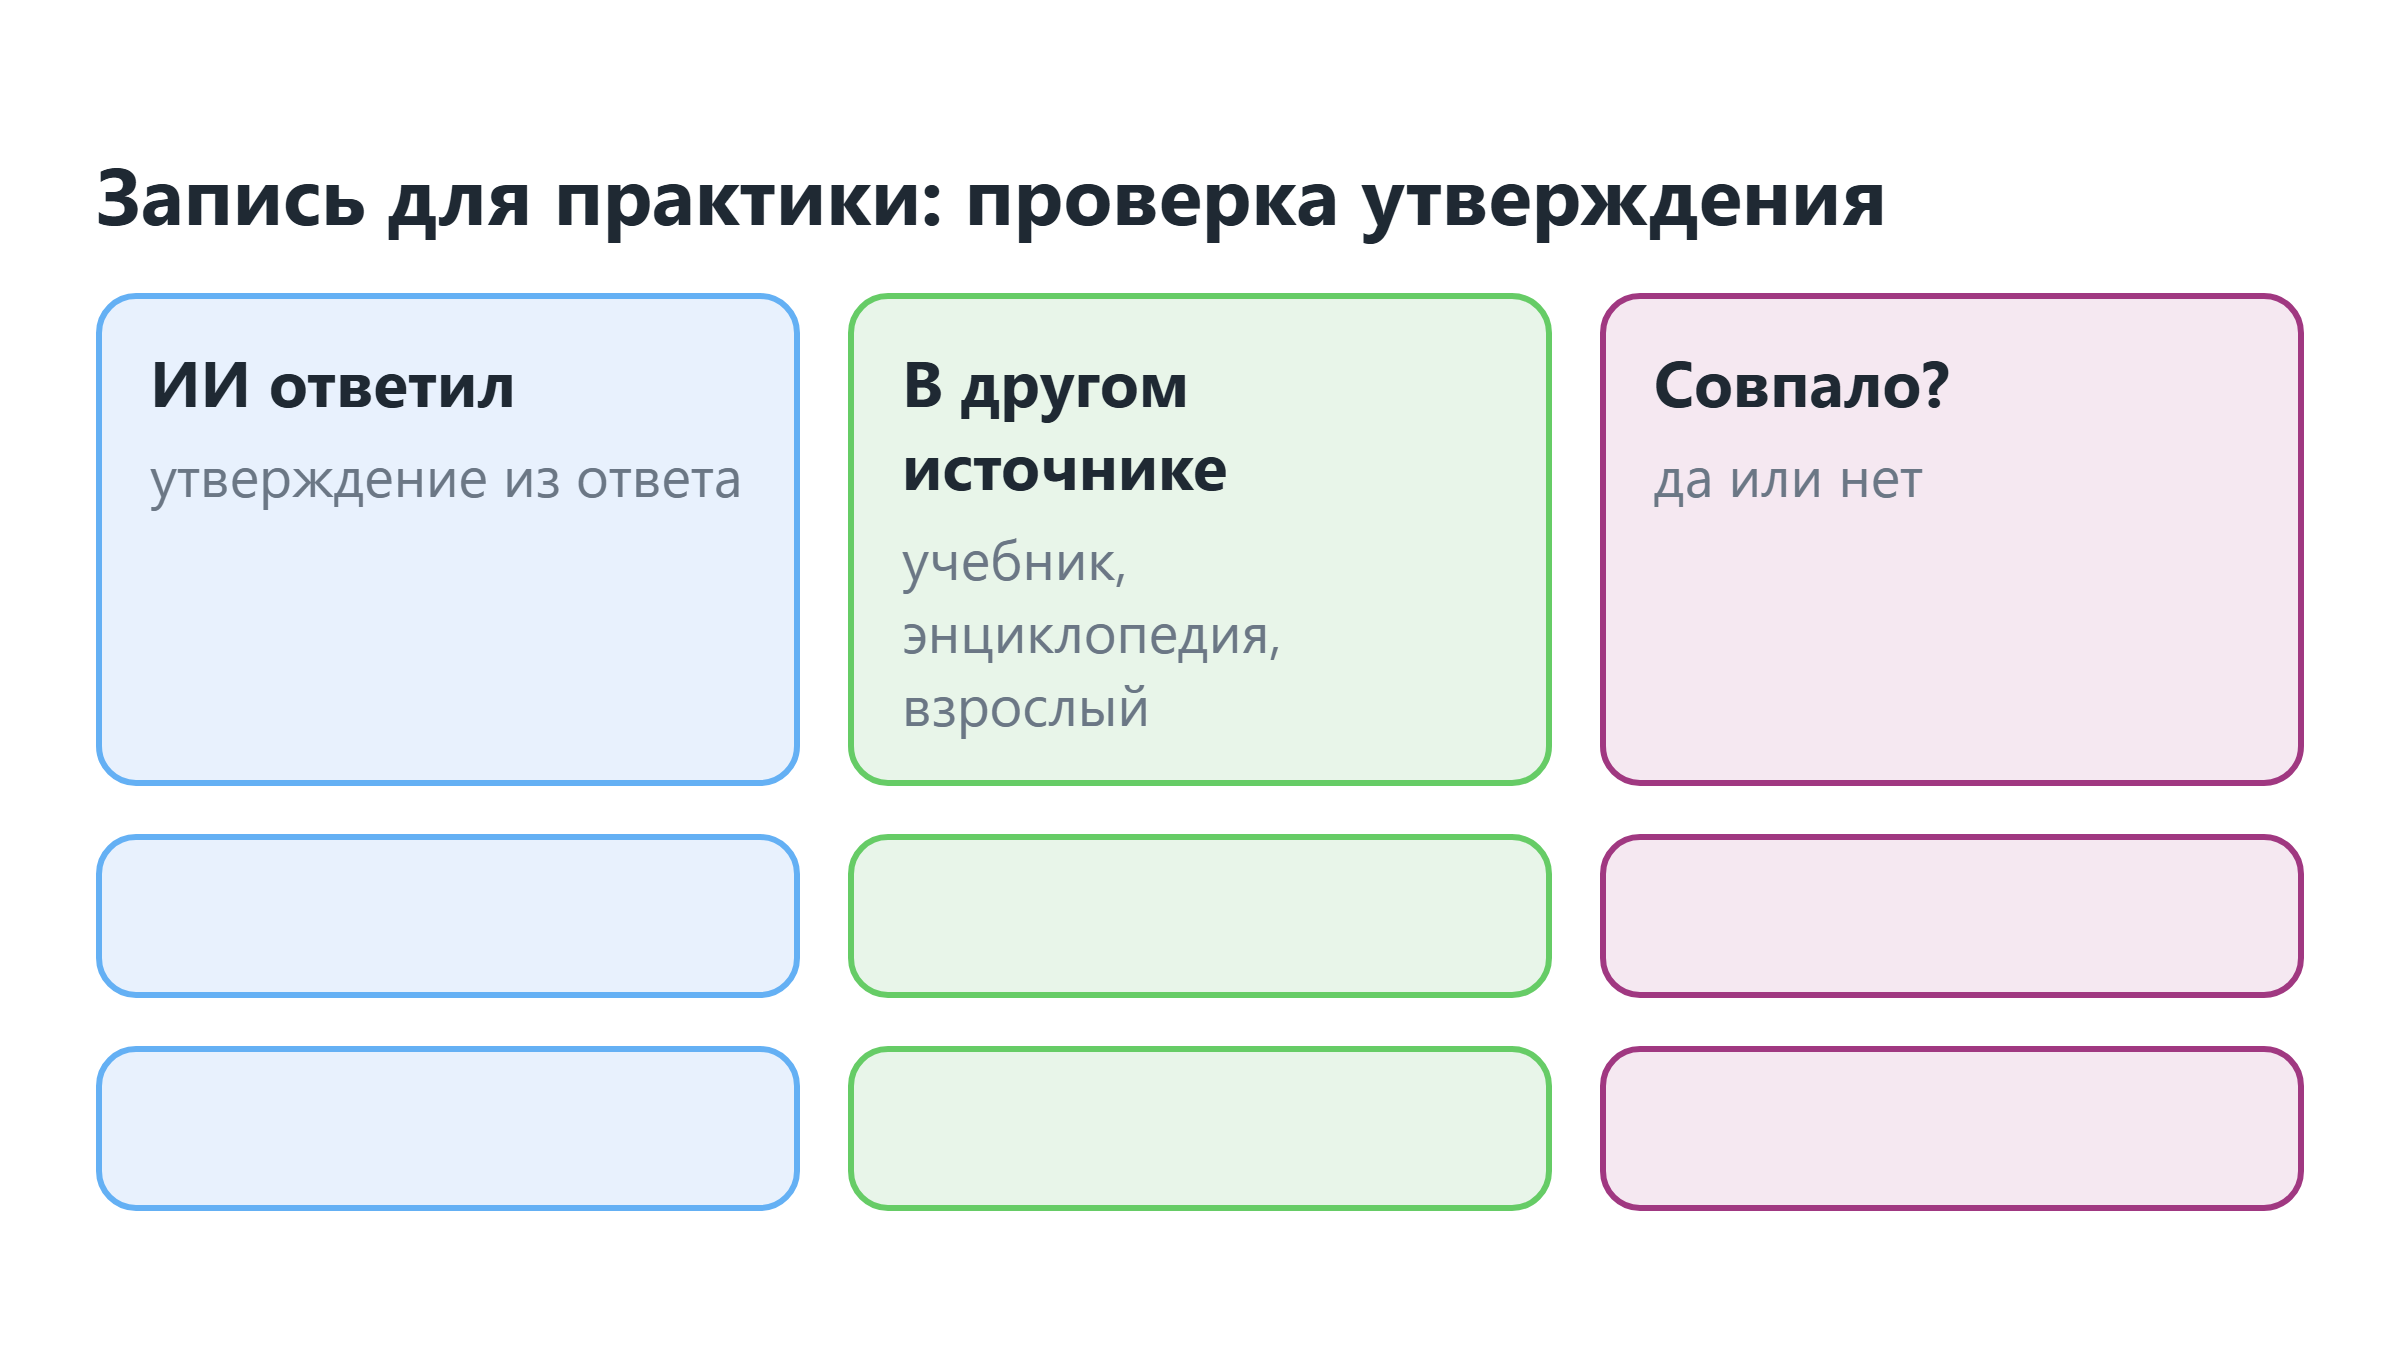 Запись для практики: проверка утверждения
ИИ ответил
утверждение из ответа
В другом
источнике
учебник,
энциклопедия,
взрослый
Совпало?
да или нет